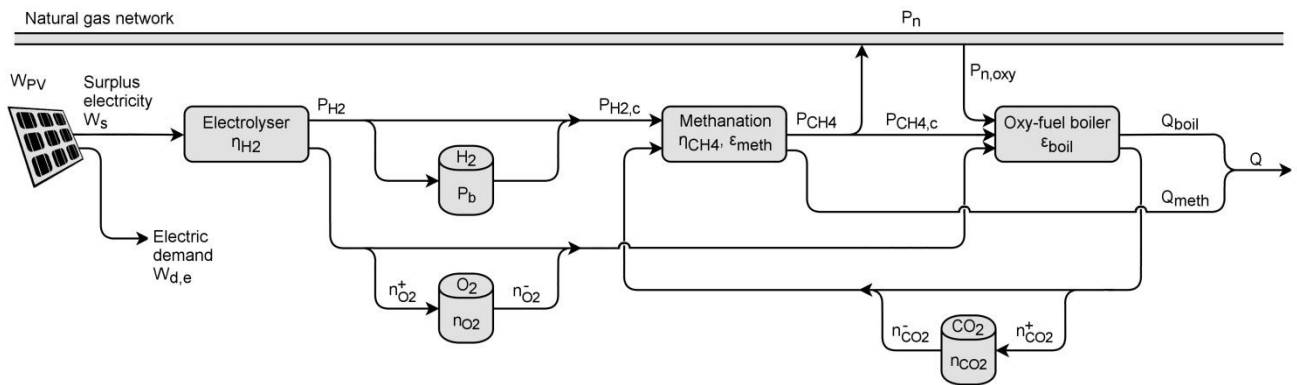 Natural gas network
Pn
WPV
Surplus
electricity
Ws
Electrolyser
ηH2
PH2
PH2,c
Methanation
ηCH4, εmeth
PCH4
PCH4,c
Pn,oxy
Oxy-fuel boiler
εboil
Qboil
Q
Qmeth
H2
Pb
Electric
demand
Wd,e
n+O2
O2
nO2
n-O2
n-CO2
CO2
nCO2
n+CO2